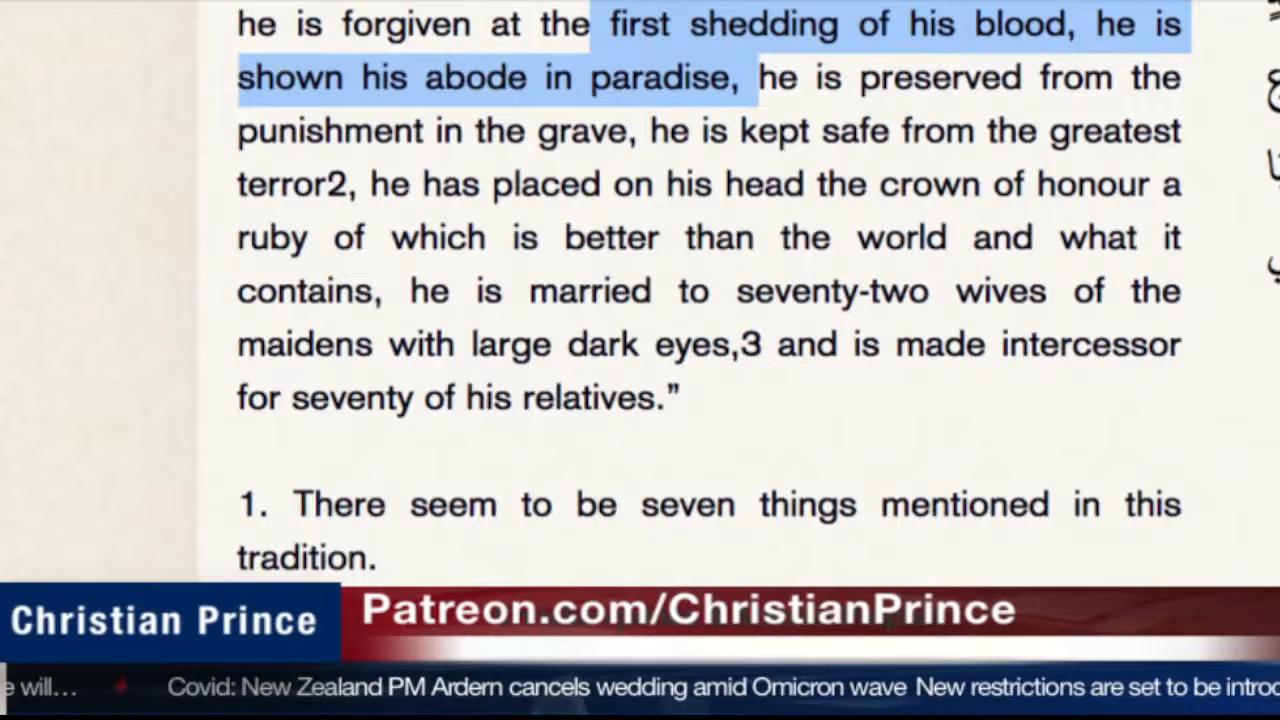 he is forgiven at the first shedding of his blood, he is
shown his abode in paradise, he is preserved from the
punishment in the grave, he is kept safe from the greatest
terror2, he has placed on his head the crown of honour a
ruby of which is better than the world and what it
contains, he is married to seventy-two wives of the
maidens with large dark eyes,3 and is made intercessor
for seventy of his relatives.”
1. There seem to be seven things mentioned in this
tradition.
Christian Prince
Patreon.com/ChristianPrince
e will... Covid: New Zealand PM Ardern cancels wedding amid Omicron wave New restrictions are set to be introd